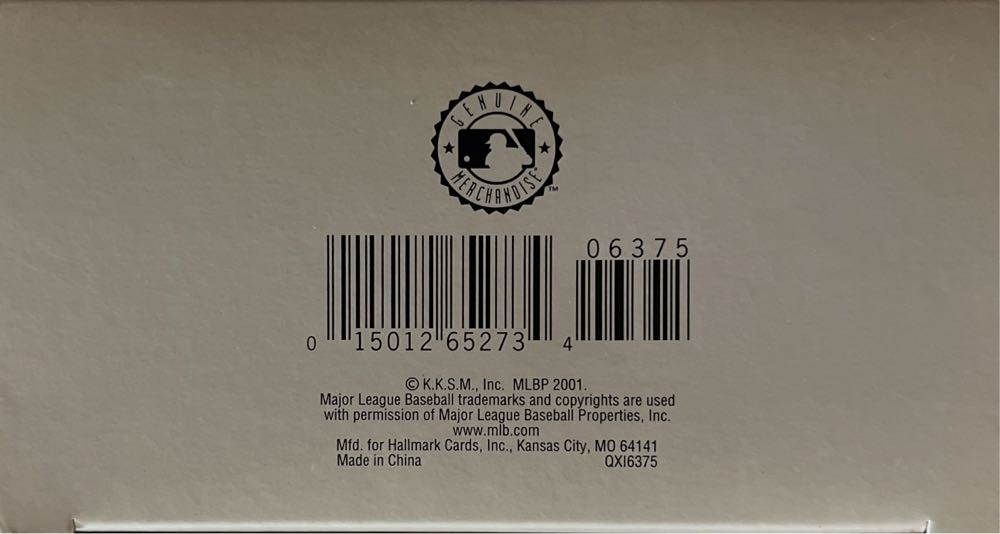 GENUINE
MERCHANDISE™
06375
0 15012 65273 4
© K.K.S.M., Inc. MLBP 2001.
Major League Baseball trademarks and copyrights are used
with permission of Major League Baseball Properties, Inc.
www.mlb.com
Mfd. for Hallmark Cards, Inc., Kansas City, MO 64141
Made in China QXI6375